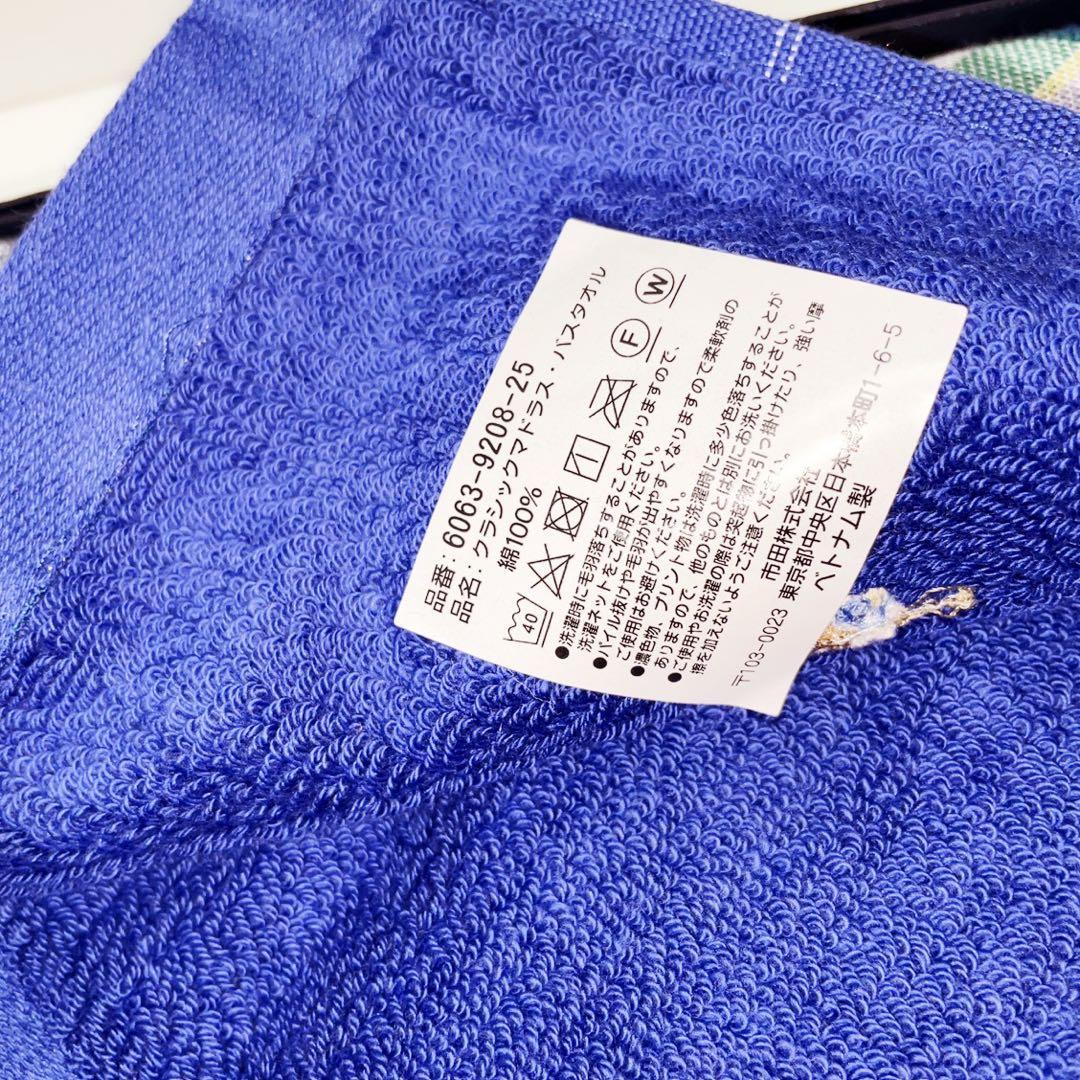 品番：6063-9208-25
品名：クラシックマドラス・バスタオル
綿100%
40 F W
●洗濯時に毛羽落ちすることがありますので、
洗濯ネットをご使用ください。
●パイル抜けや毛羽が出やすくなりますので柔軟剤の
ご使用はお避けください。
●濃色物、プリント物は洗濯時に多少色落ちすることが
ありますので、他のものとは別にお洗いください。
●ご使用やお洗濯の際は突起物に引っ掛けたり、強い摩
擦を加えないようご注意ください。
市田株式会社
〒103-0023 東京都中央区日本橋本町1-6-5
ベトナム製